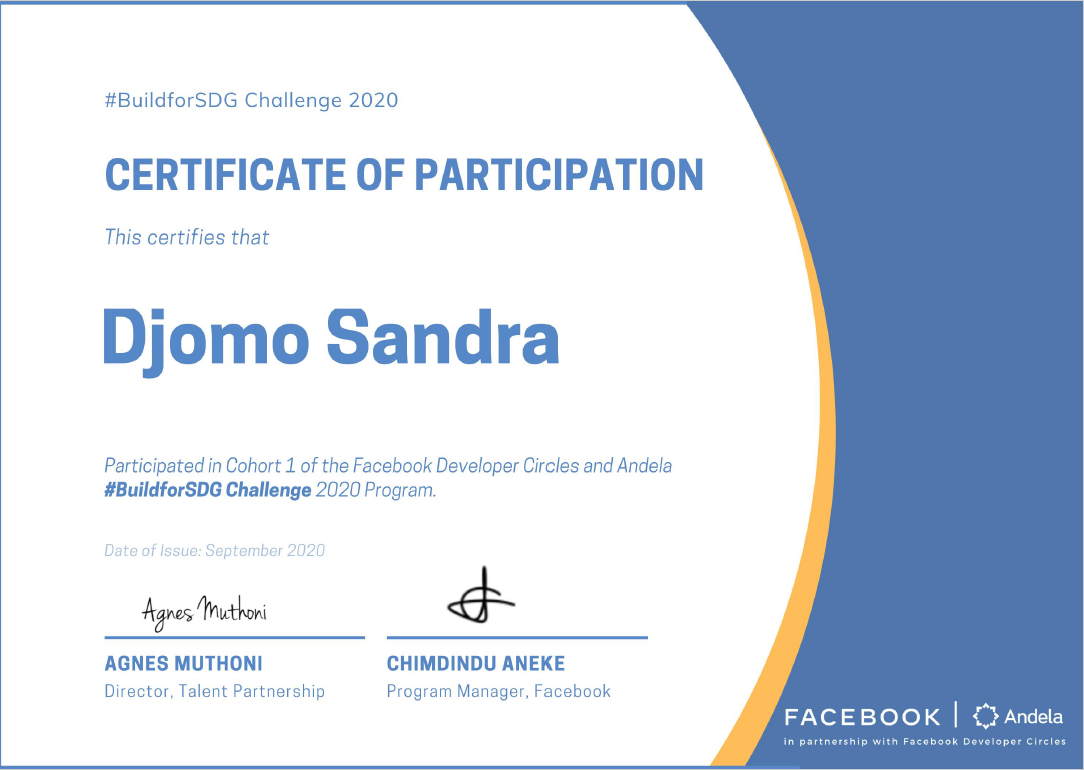 #BuildforSDG Challenge 2020
CERTIFICATE OF PARTICIPATION
This certifies that
Djomo Sandra
Participated in Cohort 1 of the Facebook Developer Circles and Andela
#BuildforSDG Challenge 2020 Program.
Date of Issue: September 2020
Agnes Muthoni
AGNES MUTHONI
Director, Talent Partnership
CHIMDINDU ANEKE
Program Manager, Facebook
FACEBOOK | Andela
in partnership with Facebook Developer Circles